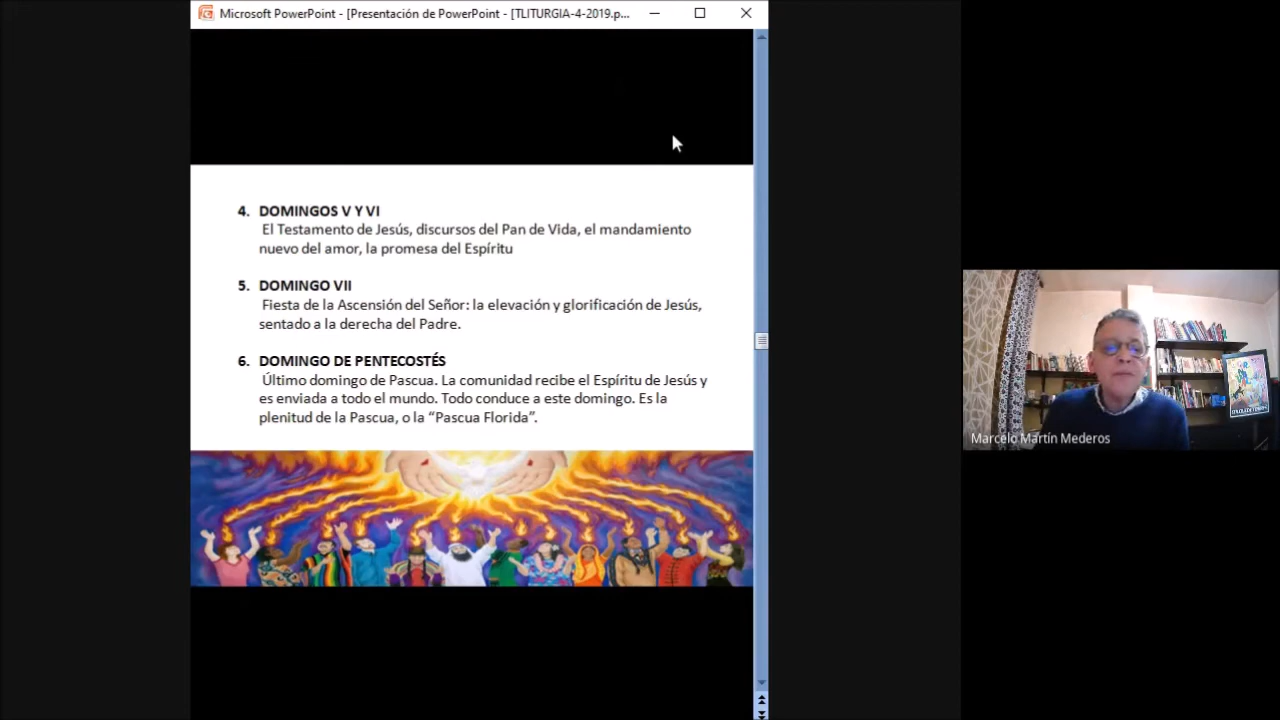 Microsoft PowerPoint - [Presentación de PowerPoint - [TLITURGIA-4-2019.p...
4. DOMINGOS V Y VI
El Testamento de Jesús, discursos del Pan de Vida, el mandamiento
nuevo del amor, la promesa del Espíritu
5. DOMINGO VII
Fiesta de la Ascensión del Señor: la elevación y glorificación de Jesús,
sentado a la derecha del Padre.
6. DOMINGO DE PENTECOSTÉS
Último domingo de Pascua. La comunidad recibe el Espíritu de Jesús y
es enviada a todo el mundo. Todo conduce a este domingo. Es la
plenitud de la Pascua, o la “Pascua Florida”.
Marcelo Martín Mederos